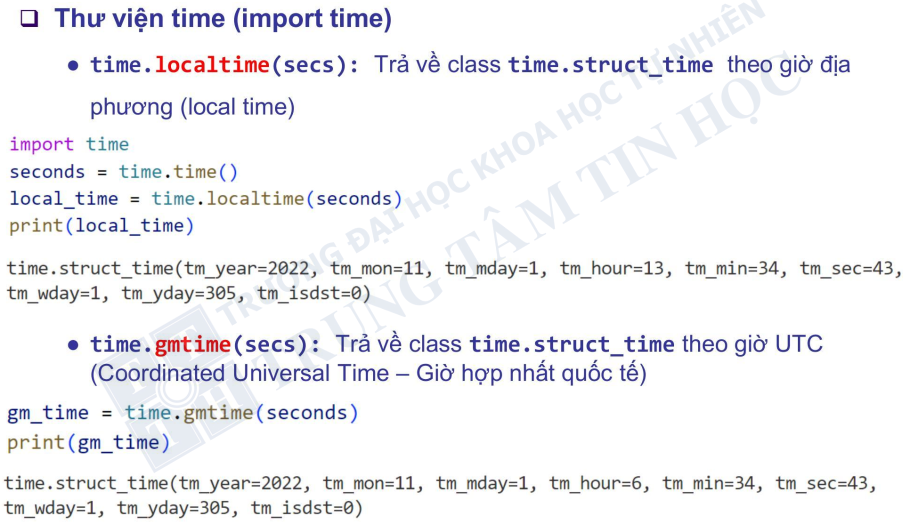 Thư viện time (import time)
• time.localtime(secs): Trả về class time.struct_time theo giờ địa
phương (local time)
import time
seconds = time.time()
local_time = time.localtime(seconds)
print(local_time)
time.struct_time(tm_year=2022, tm_mon=11, tm_mday=1, tm_hour=13, tm_min=34, tm_sec=43,
tm_wday=1, tm_yday=305, tm_isdst=0)
• time.gmtime(secs): Trả về class time.struct_time theo giờ UTC
(Coordinated Universal Time – Giờ hợp nhất quốc tế)
gm_time = time.gmtime(seconds)
print(gm_time)
time.struct_time(tm_year=2022, tm_mon=11, tm_mday=1, tm_hour=6, tm_min=34, tm_sec=43,
tm_wday=1, tm_yday=305, tm_isdst=0)
TRƯỜNG ĐẠI HỌC KHOA HỌC TỰ NHIÊN
TRUNG TÂM TIN HỌC